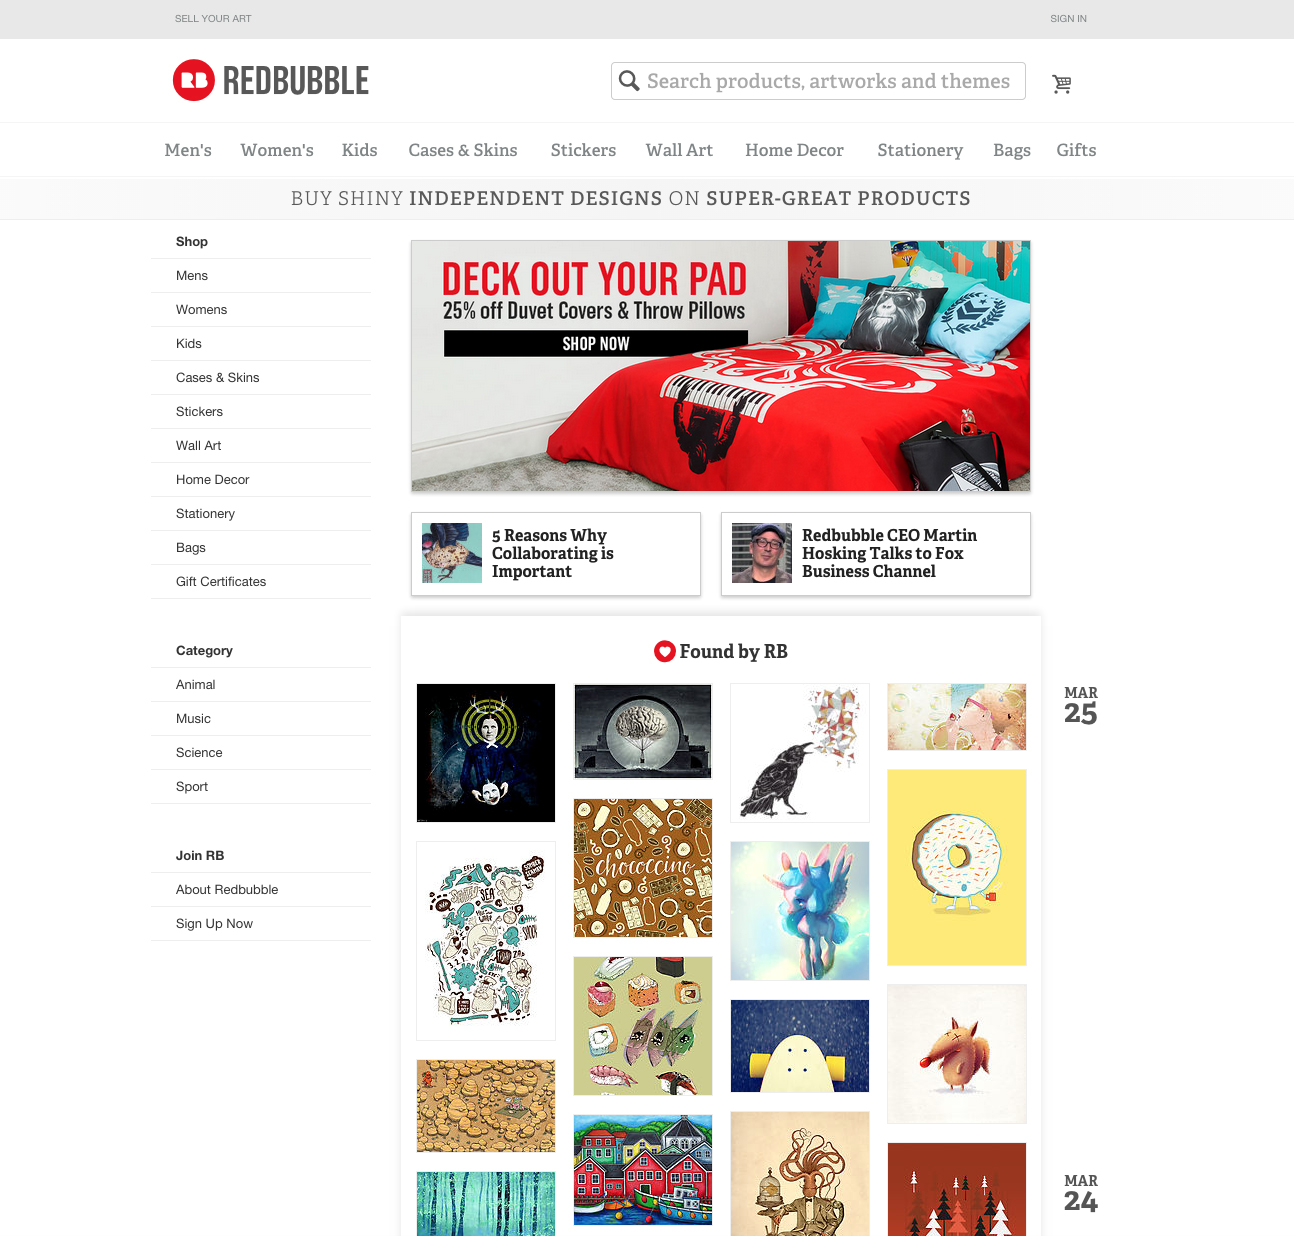 SELL YOUR ART
SIGN IN
RB REDBUBBLE
Search products, artworks and themes
Men's Women's Kids Cases & Skins Stickers Wall Art Home Decor Stationery Bags Gifts
BUY SHINY INDEPENDENT DESIGNS ON SUPER-GREAT PRODUCTS
Shop
Mens
Womens
Kids
Cases & Skins
Stickers
Wall Art
Home Decor
Stationery
Bags
Gift Certificates
Category
Animal
Music
Science
Sport
Join RB
About Redbubble
Sign Up Now
DECK OUT YOUR PAD
25% off Duvet Covers & Throw Pillows
SHOP NOW
5 Reasons Why
Collaborating is
Important
Redbubble CEO Martin
Hosking Talks to Fox
Business Channel
Found by RB
MAR
25
chococcino
SEA
MAR
24